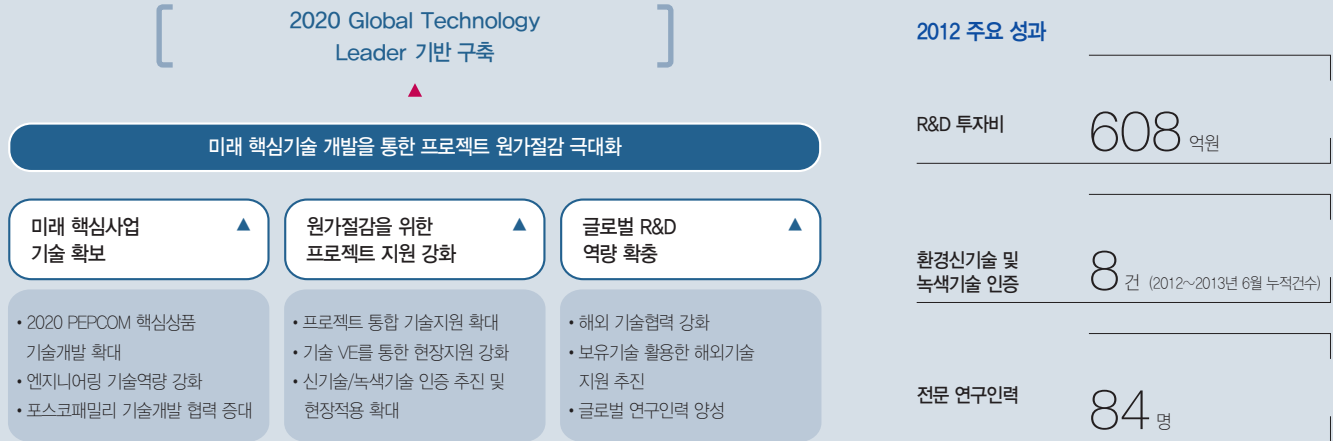 2020 Global Technology
Leader 기반 구축
▲
미래 핵심기술 개발을 통한 프로젝트 원가절감 극대화
미래 핵심사업 ▲
기술 확보
원가절감을 위한 ▲
프로젝트 지원 강화
글로벌 R&D ▲
역량 확충
• 2020 PEPCOM 핵심상품
기술개발 확대
• 엔지니어링 기술역량 강화
• 포스코패밀리 기술개발 협력 증대
• 프로젝트 통합 기술지원 확대
• 기술 VE를 통한 현장지원 강화
• 신기술/녹색기술 인증 추진 및
현장적용 확대
• 해외 기술협력 강화
• 보유기술 활용한 해외기술
지원 추진
• 글로벌 연구인력 양성
2012 주요 성과
R&D 투자비
608 억원
환경신기술 및
녹색기술 인증
8 건 (2012~2013년 6월 누적건수)
전문 연구인력
84 명